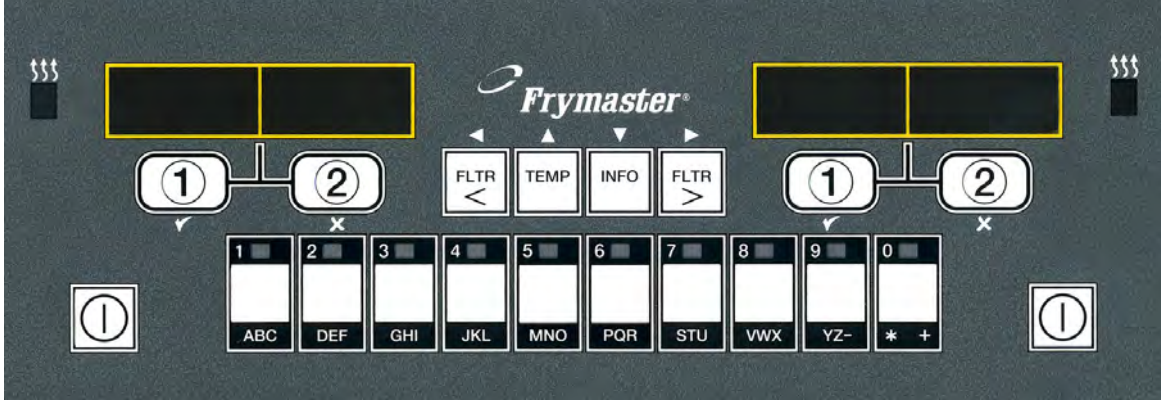 Frymaster®
FLTR < TEMP INFO FLTR >
1 2 1 2
1 2 3 4 5 6 7 8 9 0
ABC DEF GHI JKL MNO PQR STU VWX YZ- * +